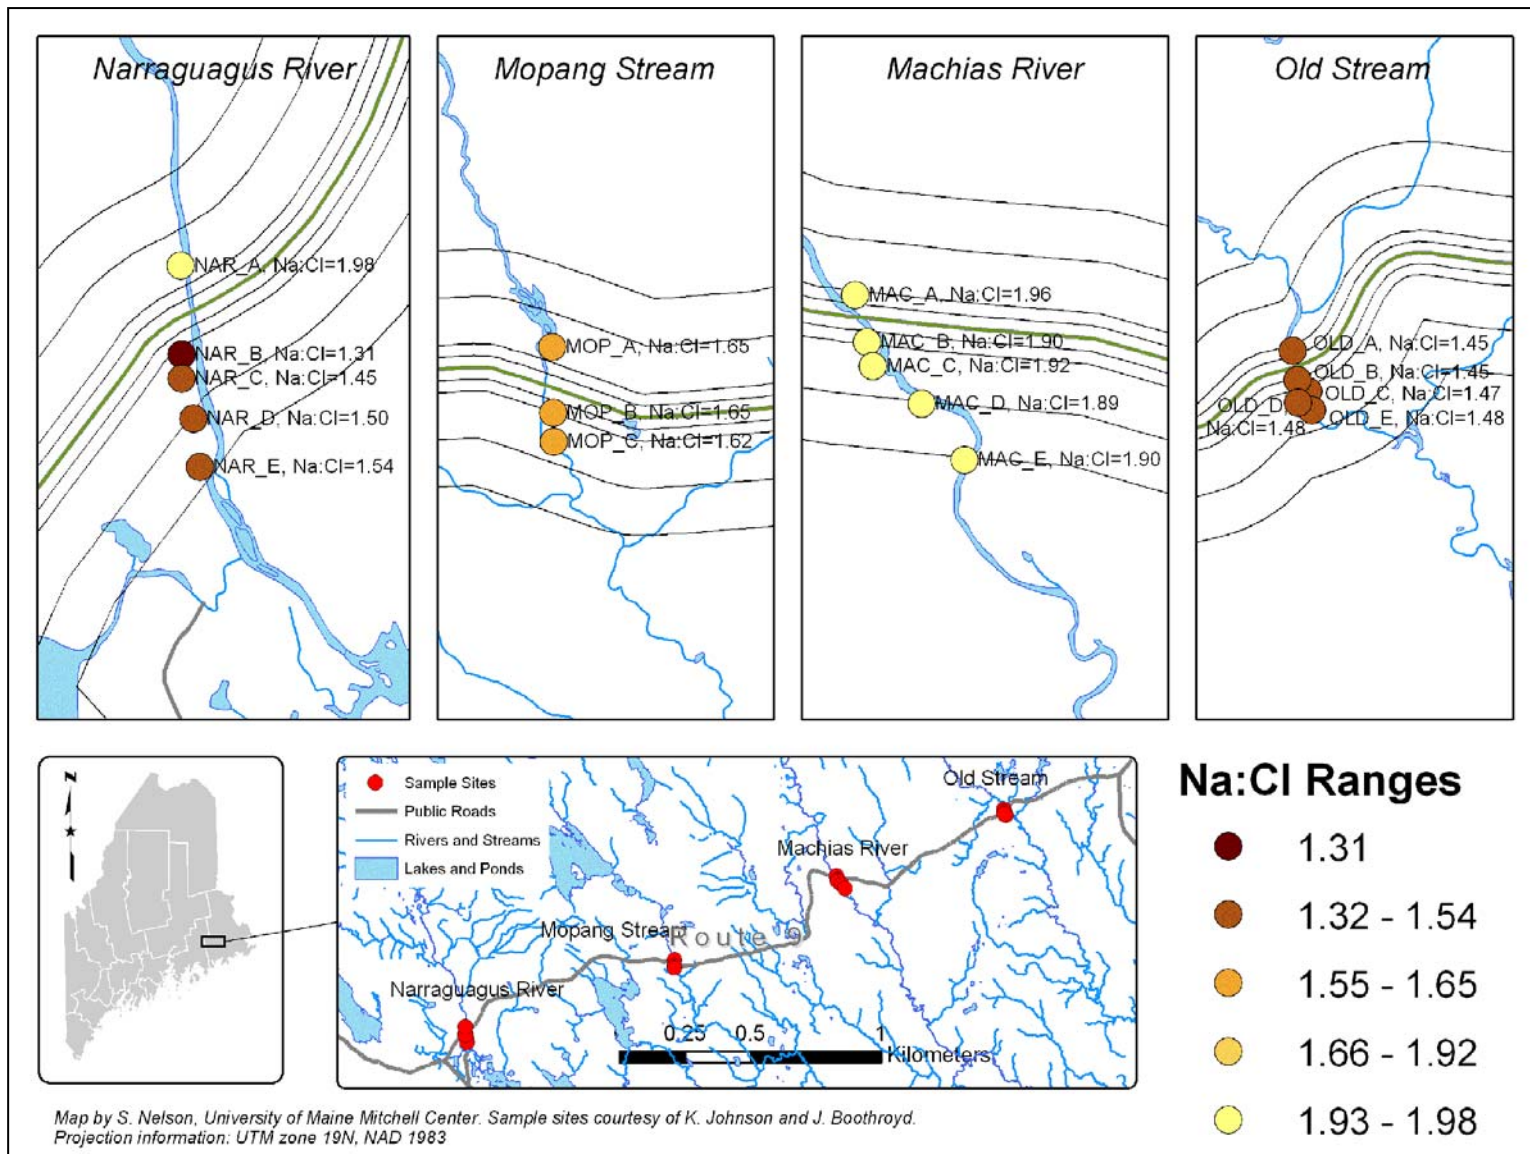 Narraguagus River
Mopang Stream
Machias River
Old Stream
NAR_A, Na:Cl=1.98
NAR_B, Na:Cl=1.31
NAR_C, Na:Cl=1.45
NAR_D, Na:Cl=1.50
NAR_E, Na:Cl=1.54
MOP_A, Na:Cl=1.65
MOP_B, Na:Cl=1.65
MOP_C, Na:Cl=1.62
MAC_A, Na:Cl=1.96
MAC_B, Na:Cl=1.90
MAC_C, Na:Cl=1.92
MAC_D, Na:Cl=1.89
MAC_E, Na:Cl=1.90
OLD_A, Na:Cl=1.45
OLD_B, Na:Cl=1.45
OLD_C, Na:Cl=1.47
OLD_D,
Na:Cl=1.48
OLD_E, Na:Cl=1.48
N
Sample Sites
Public Roads
Rivers and Streams
Lakes and Ponds
Old Stream
Machias River
Mopang Stream
Route 9
Narraguagus River
0.25 0.5 1
Kilometers
Na:Cl Ranges
1.31
1.32 - 1.54
1.55 - 1.65
1.66 - 1.92
1.93 - 1.98
Map by S. Nelson, University of Maine Mitchell Center. Sample sites courtesy of K. Johnson and J. Boothroyd.
Projection information: UTM zone 19N, NAD 1983